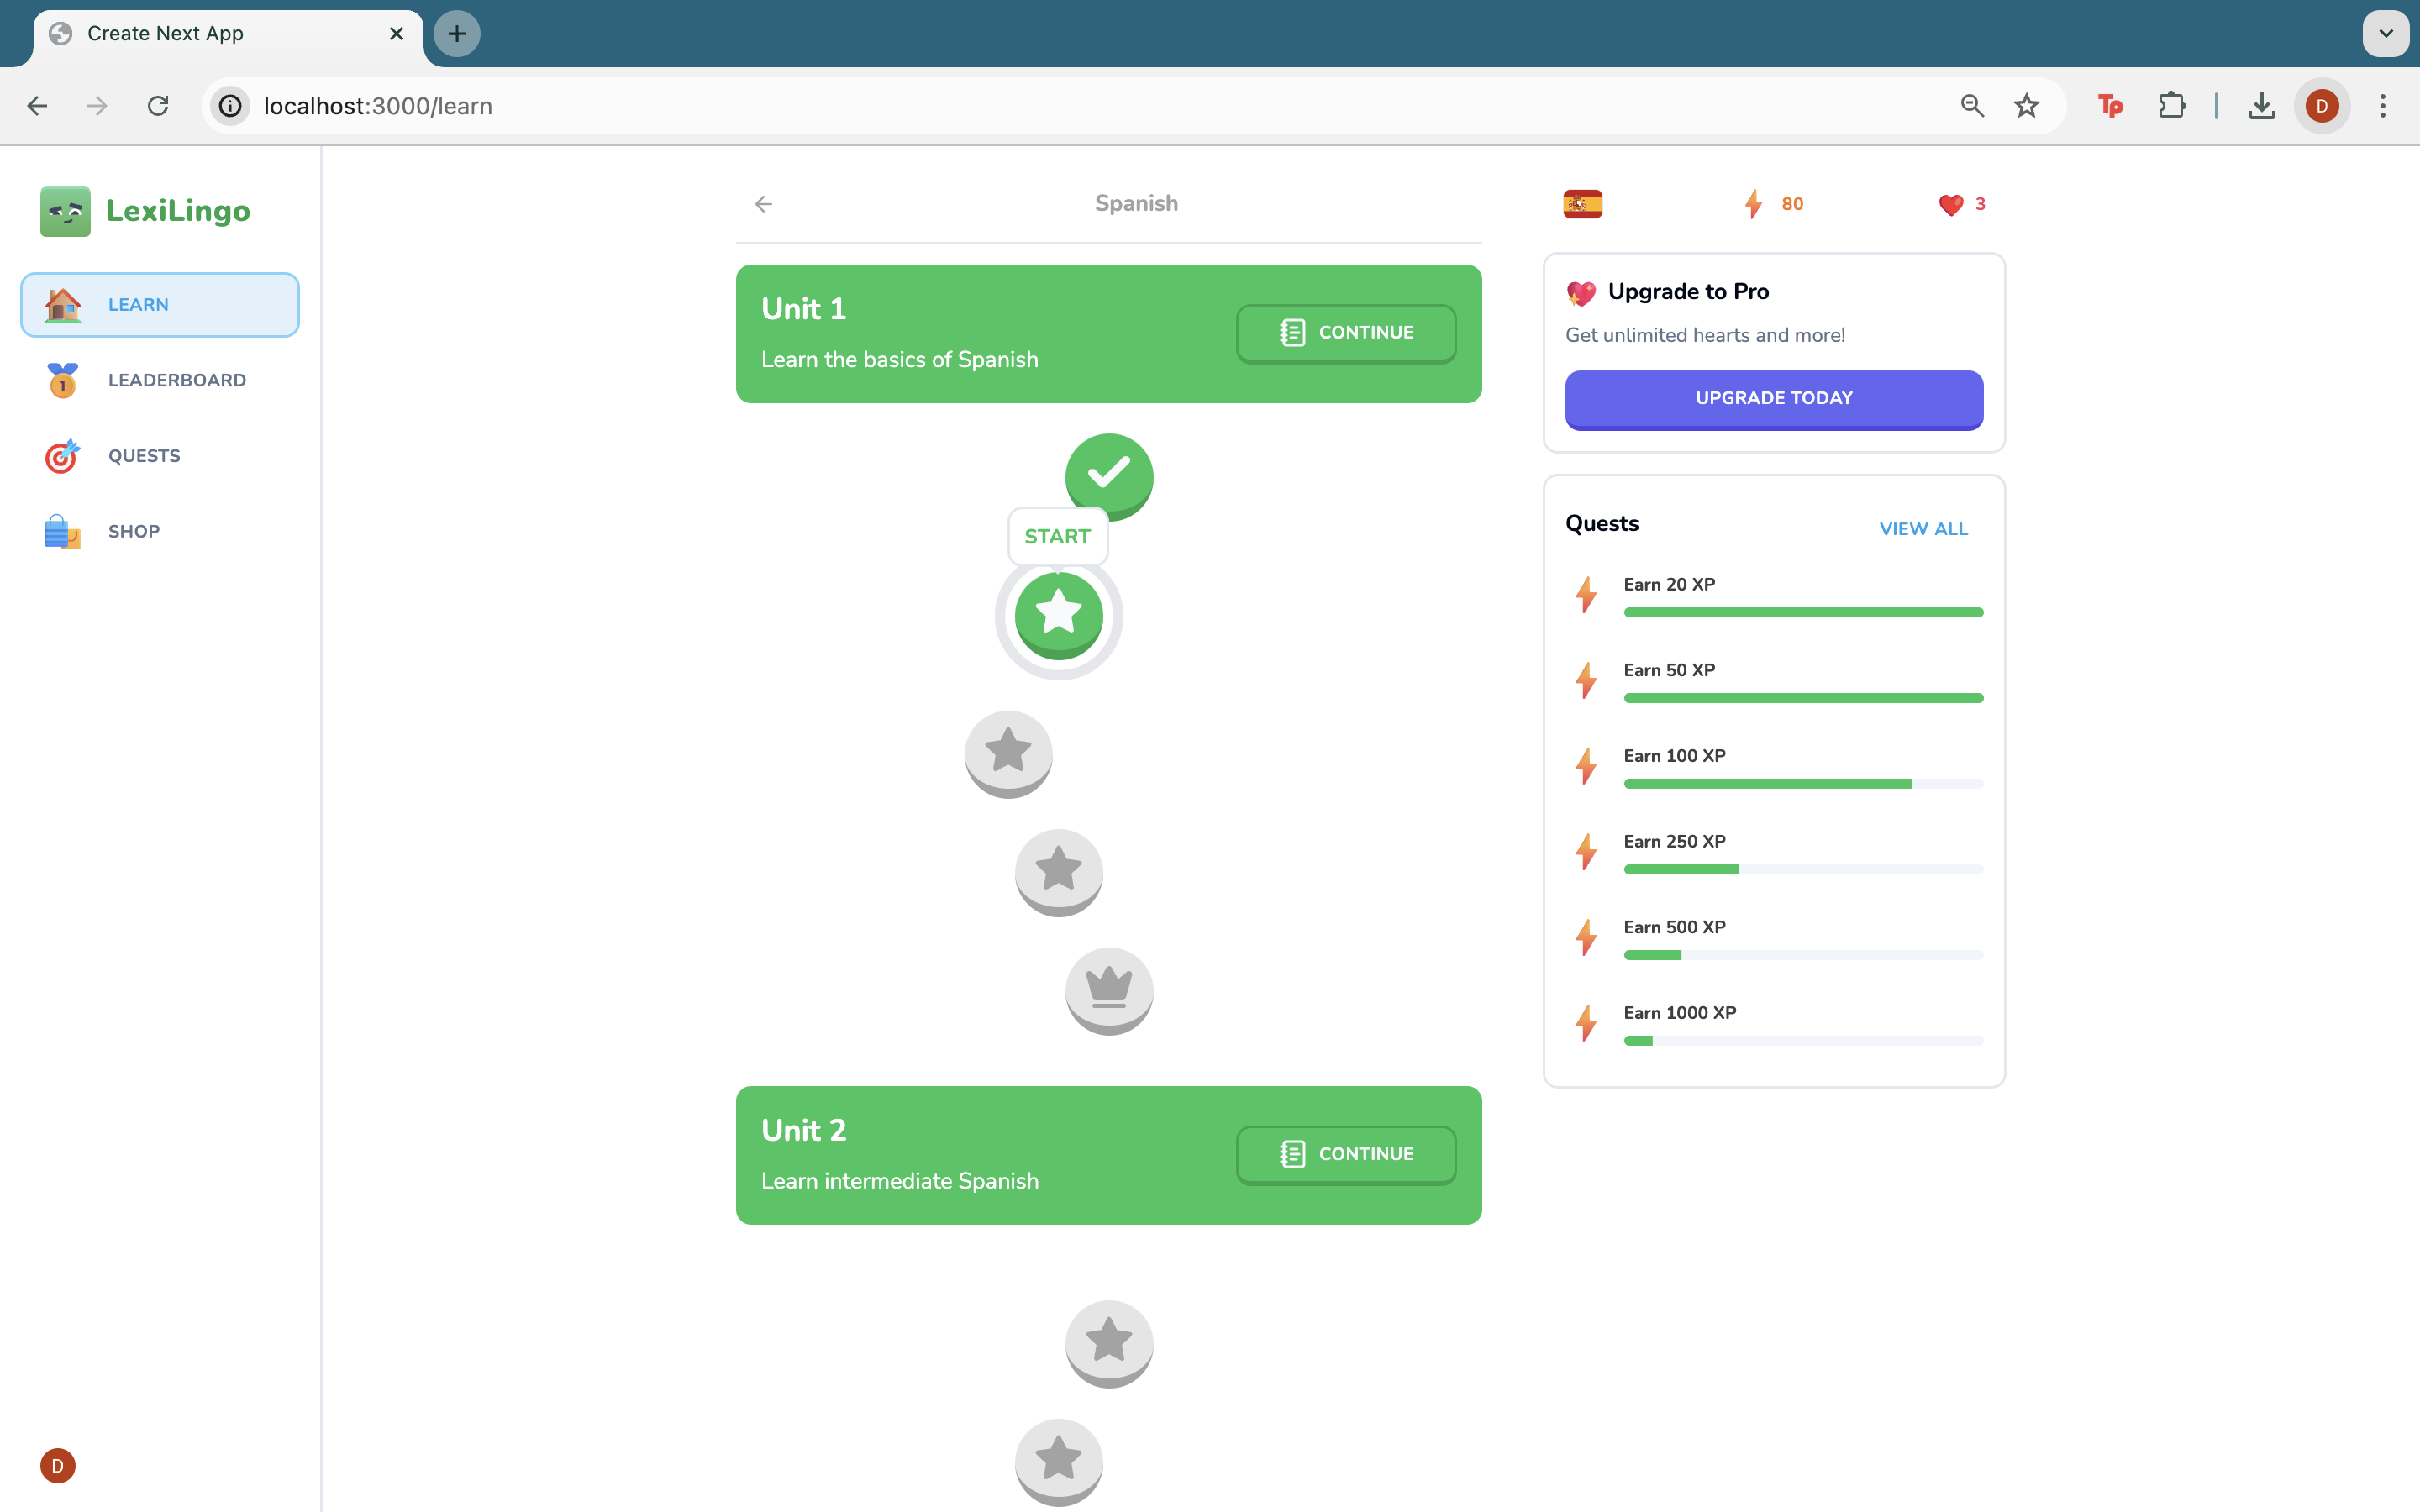 Create Next App
localhost:3000/learn
Tp
D
LexiLingo
LEARN
LEADERBOARD
QUESTS
SHOP
D
Spanish
Unit 1
Learn the basics of Spanish
CONTINUE
START
Unit 2
Learn intermediate Spanish
CONTINUE
80
3
Upgrade to Pro
Get unlimited hearts and more!
UPGRADE TODAY
Quests
VIEW ALL
Earn 20 XP
Earn 50 XP
Earn 100 XP
Earn 250 XP
Earn 500 XP
Earn 1000 XP